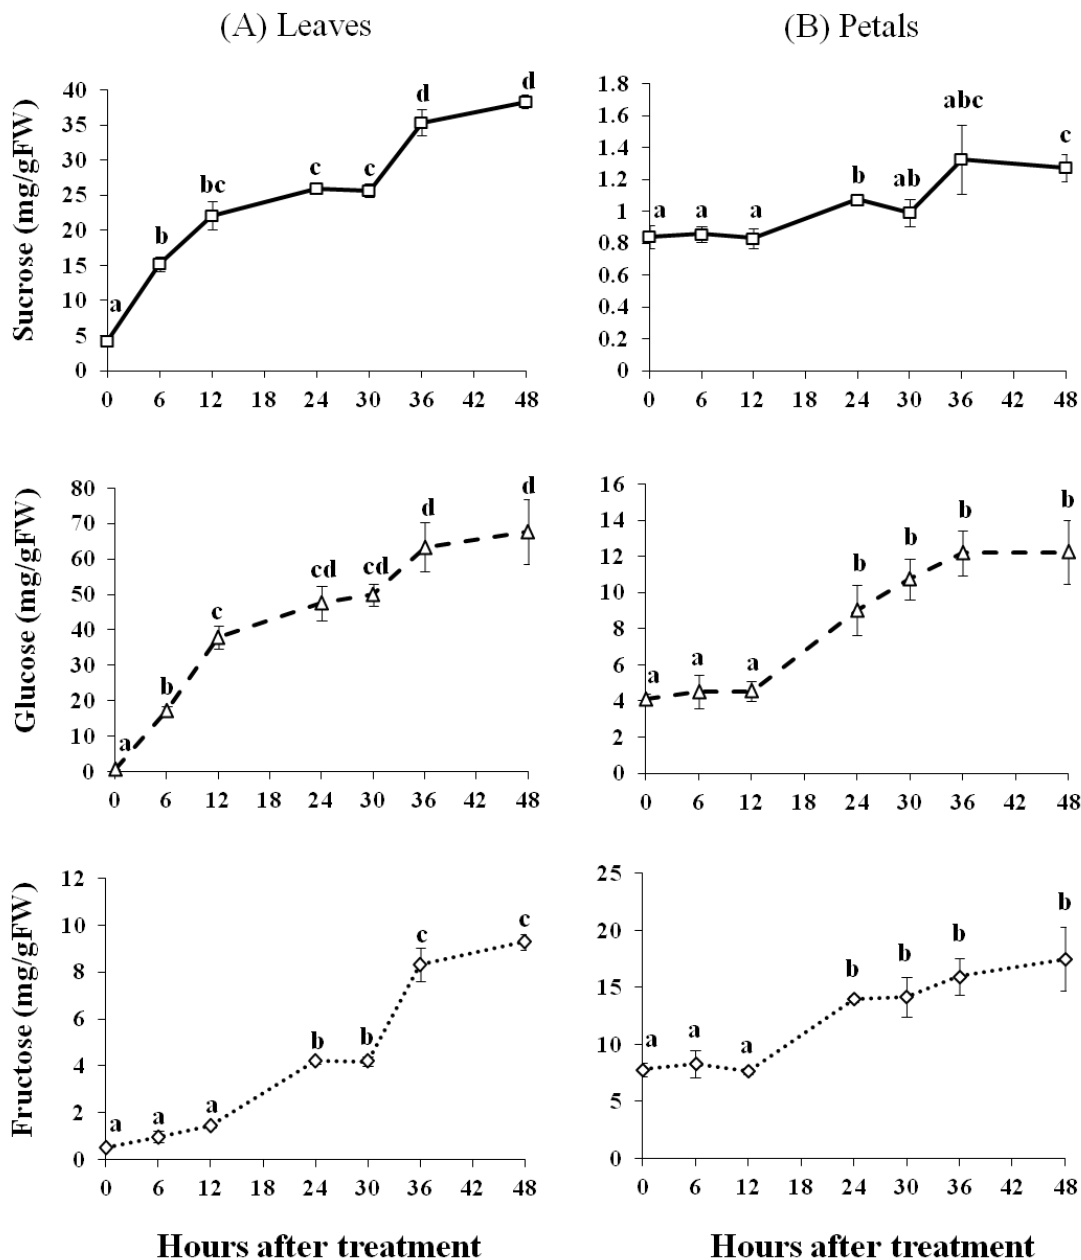 (A) Leaves
(B) Petals
Sucrose (mg/gFW)
40
35
30
25
20
15
10
5
0
a
b
bc
c
c
d
d
0 6 12 18 24 30 36 42 48
1.8
1.6
1.4
1.2
1
0.8
0.6
0.4
0.2
0
a
a
a
b
ab
abc
c
0 6 12 18 24 30 36 42 48
Glucose (mg/gFW)
80
70
60
50
40
30
20
10
0
a
b
c
cd
cd
d
d
0 6 12 18 24 30 36 42 48
16
14
12
10
8
6
4
2
0
a
a
a
b
b
b
b
0 6 12 18 24 30 36 42 48
Fructose (mg/gFW)
12
10
8
6
4
2
0
a
a
a
b
b
c
c
0 6 12 18 24 30 36 42 48
25
20
15
10
5
0
a
a
a
b
b
b
b
0 6 12 18 24 30 36 42 48
Hours after treatment
Hours after treatment